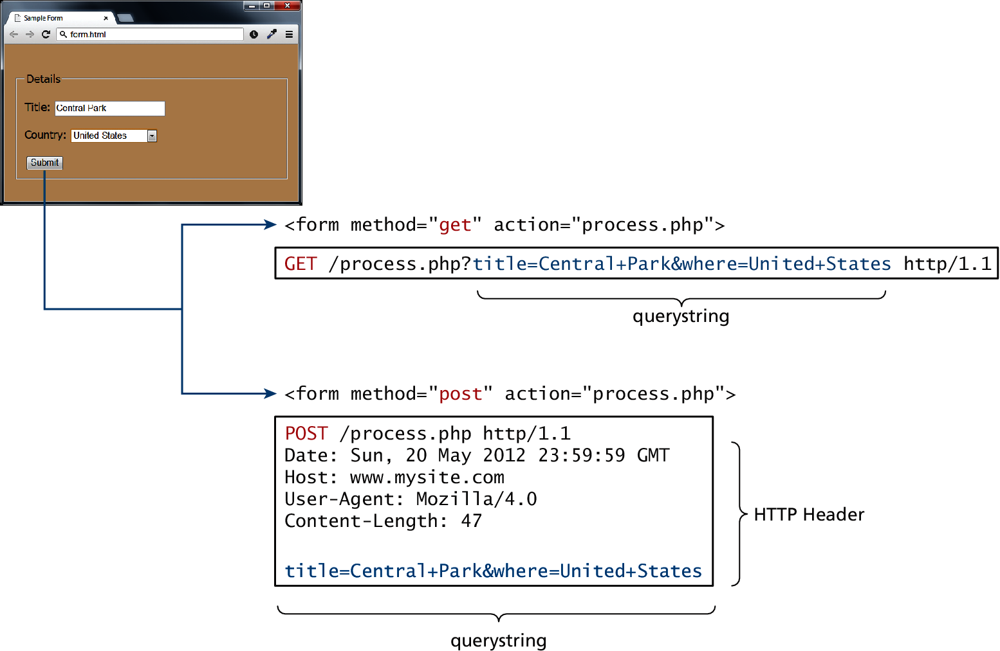 Sample Form
form.html
Details
Title: Central Park
Country: United States
Submit
<form method="get" action="process.php">
GET /process.php?title=Central+Park&where=United+States http/1.1
querystring
<form method="post" action="process.php">
POST /process.php http/1.1
Date: Sun, 20 May 2012 23:59:59 GMT
Host: www.mysite.com
User-Agent: Mozilla/4.0
Content-Length: 47
HTTP Header
title=Central+Park&where=United+States
querystring